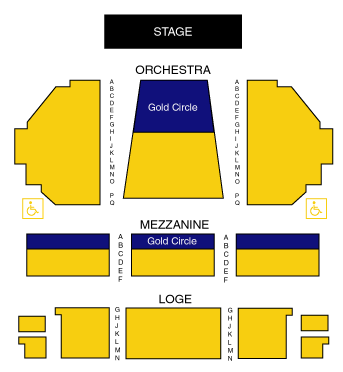 STAGE
ORCHESTRA
Gold Circle
A A
B B
C C
D D
E E
F F
G G
H H
I I
J J
K K
L L
M M
N N
O O
P P
Q Q
MEZZANINE
Gold Circle
A A
B B
C C
D D
E E
F F
LOGE
G G
H H
J J
K K
L L
M M
N N